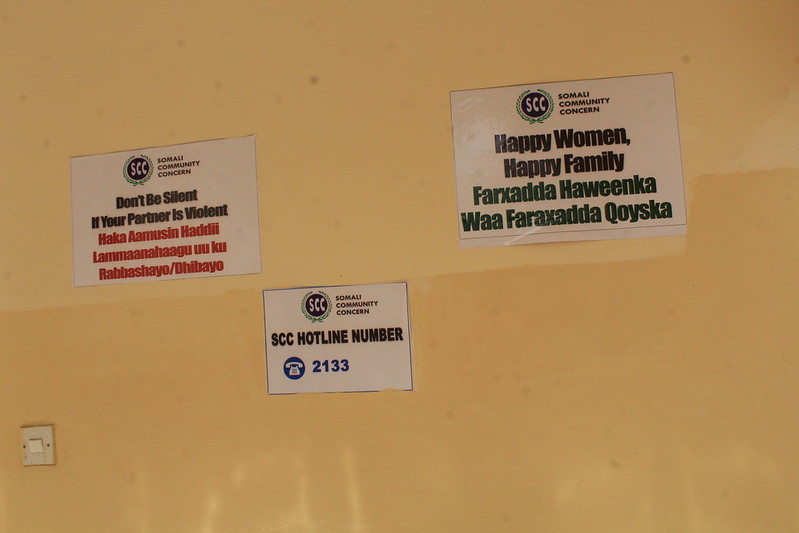 SCC SOMALI
COMMUNITY
CONCERN
Don't Be Silent
If Your Partner Is Violent
Haka Aamusin Haddii
Lammaanahaagu uu ku
Rabbashayo/Dhibayo
SCC SOMALI
COMMUNITY
CONCERN
Happy Women,
Happy Family
Farxadda Haweenka
Waa Faraxadda Qoyska
SCC SOMALI
COMMUNITY
CONCERN
SCC HOTLINE NUMBER
2133